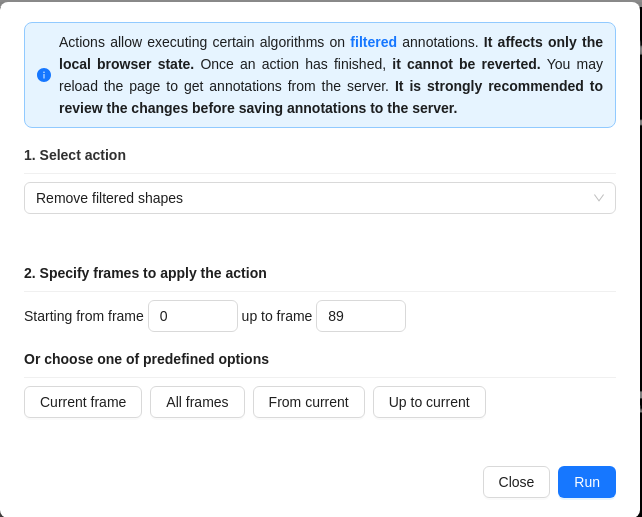 Actions allow executing certain algorithms on filtered annotations. It affects only the
local browser state. Once an action has finished, it cannot be reverted. You may
reload the page to get annotations from the server. It is strongly recommended to
review the changes before saving annotations to the server.
1. Select action
Remove filtered shapes
2. Specify frames to apply the action
Starting from frame 0 up to frame 89
Or choose one of predefined options
Current frame All frames From current Up to current
Close Run